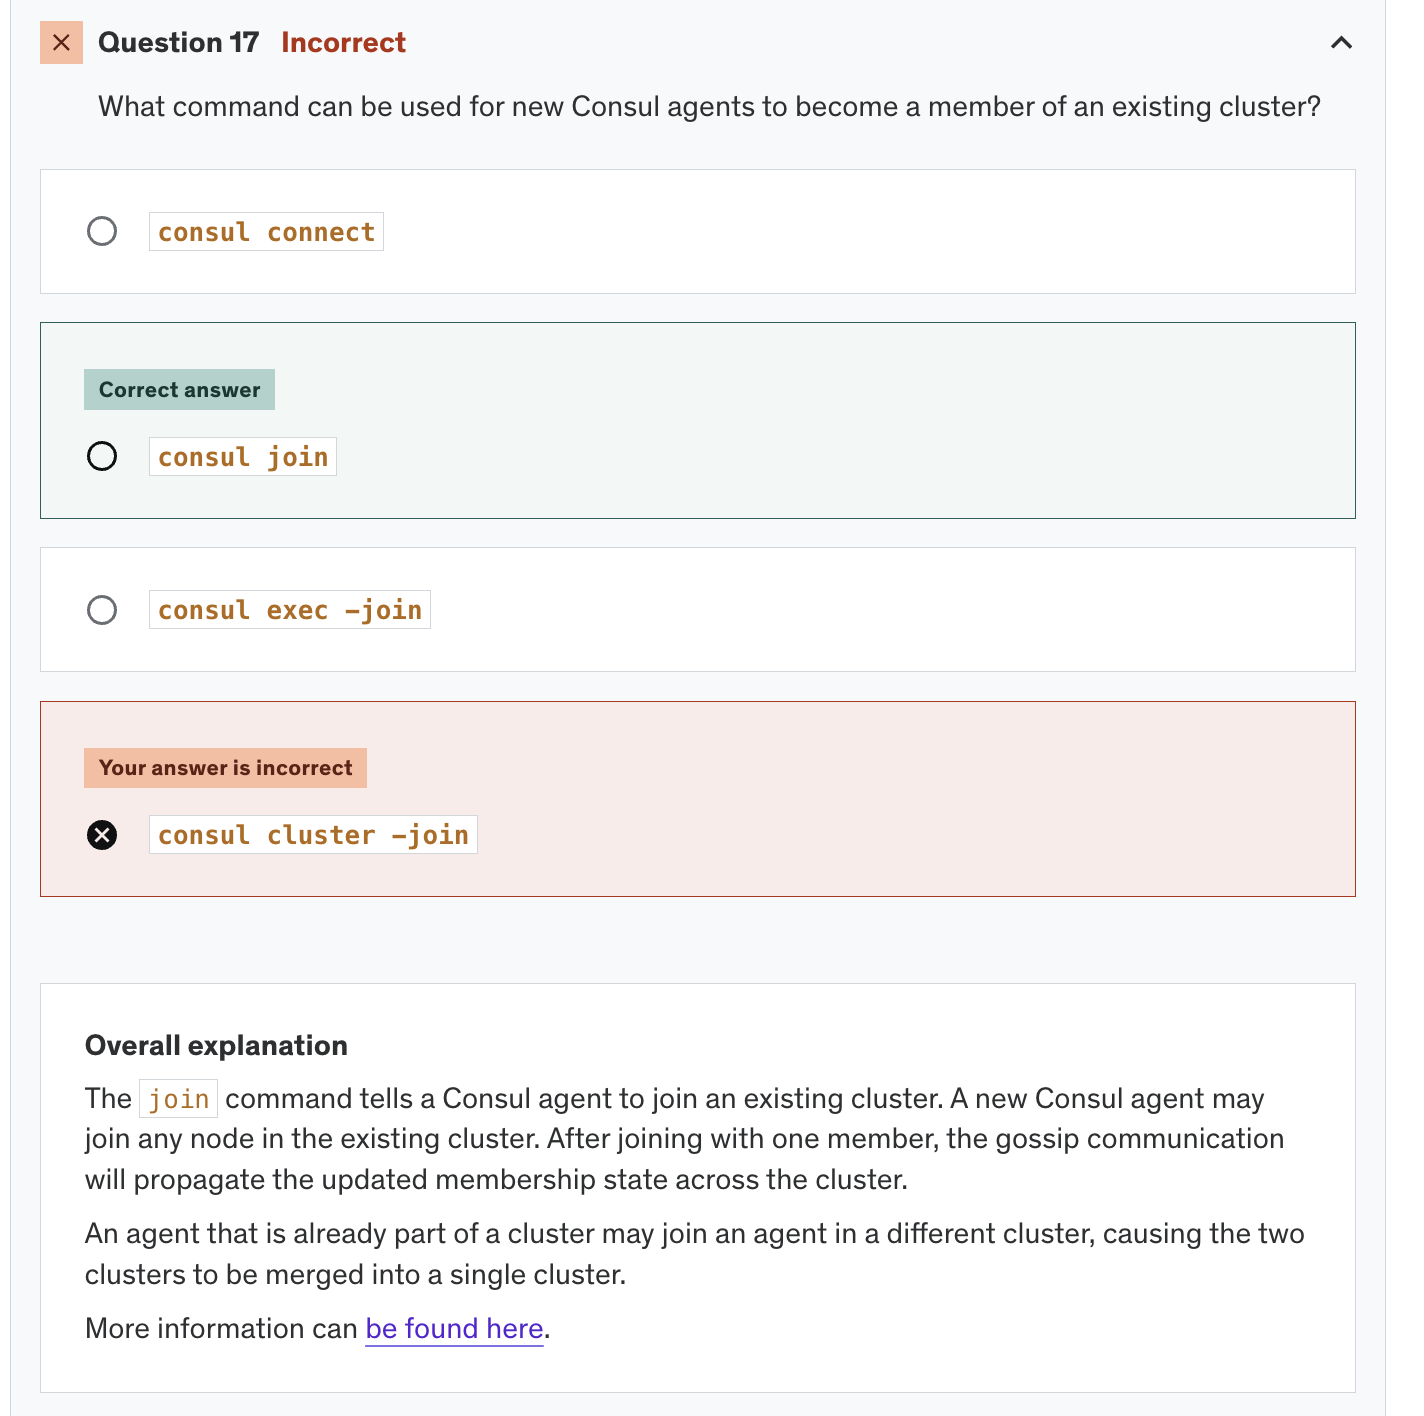 Question 17 Incorrect
What command can be used for new Consul agents to become a member of an existing cluster?
consul connect
Correct answer
consul join
consul exec -join
Your answer is incorrect
consul cluster -join
Overall explanation
The join command tells a Consul agent to join an existing cluster. A new Consul agent may
join any node in the existing cluster. After joining with one member, the gossip communication
will propagate the updated membership state across the cluster.
An agent that is already part of a cluster may join an agent in a different cluster, causing the two
clusters to be merged into a single cluster.
More information can be found here.